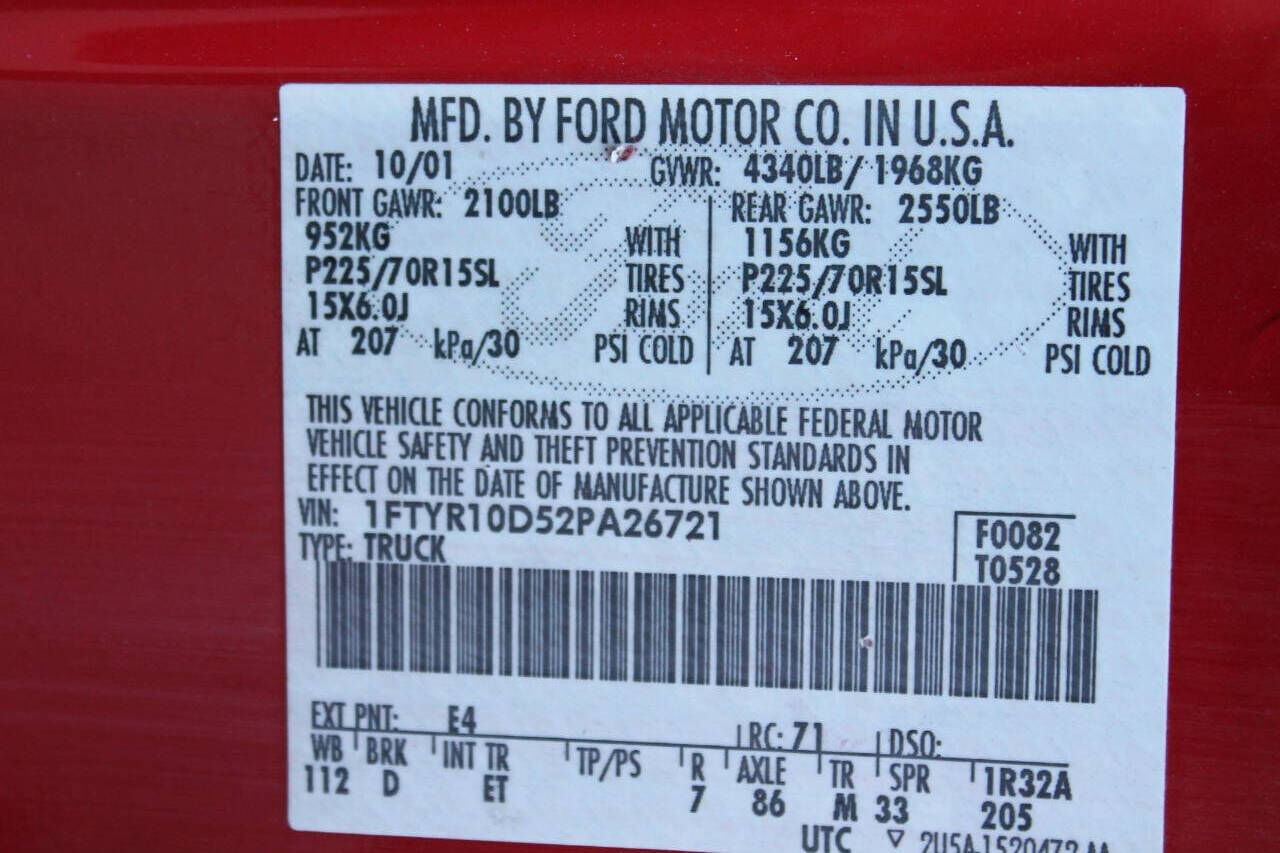 MFD. BY FORD MOTOR CO. IN U.S.A.
DATE: 10/01 GVWR: 4340LB/ 1968KG
FRONT GAWR: 2100LB REAR GAWR: 2550LB
952KG WITH 1156KG WITH
P225/70R15SL TIRES P225/70R15SL TIRES
15X6.0J RIMS 15X6.0J RIMS
AT 207 kPa/30 PSI COLD AT 207 kPa/30 PSI COLD
THIS VEHICLE CONFORMS TO ALL APPLICABLE FEDERAL MOTOR
VEHICLE SAFETY AND THEFT PREVENTION STANDARDS IN
EFFECT ON THE DATE OF MANUFACTURE SHOWN ABOVE.
VIN: 1FTYR10D52PA26721
TYPE: TRUCK
F0082
T0528
EXT PNT: E4 RC: 71 DSO:
WB BRK INT TR TP/PS R AXLE TR SPR 1R32A
112 D ET 7 86 M 33 205
UTC ▽ 2U5A-1520472-AA